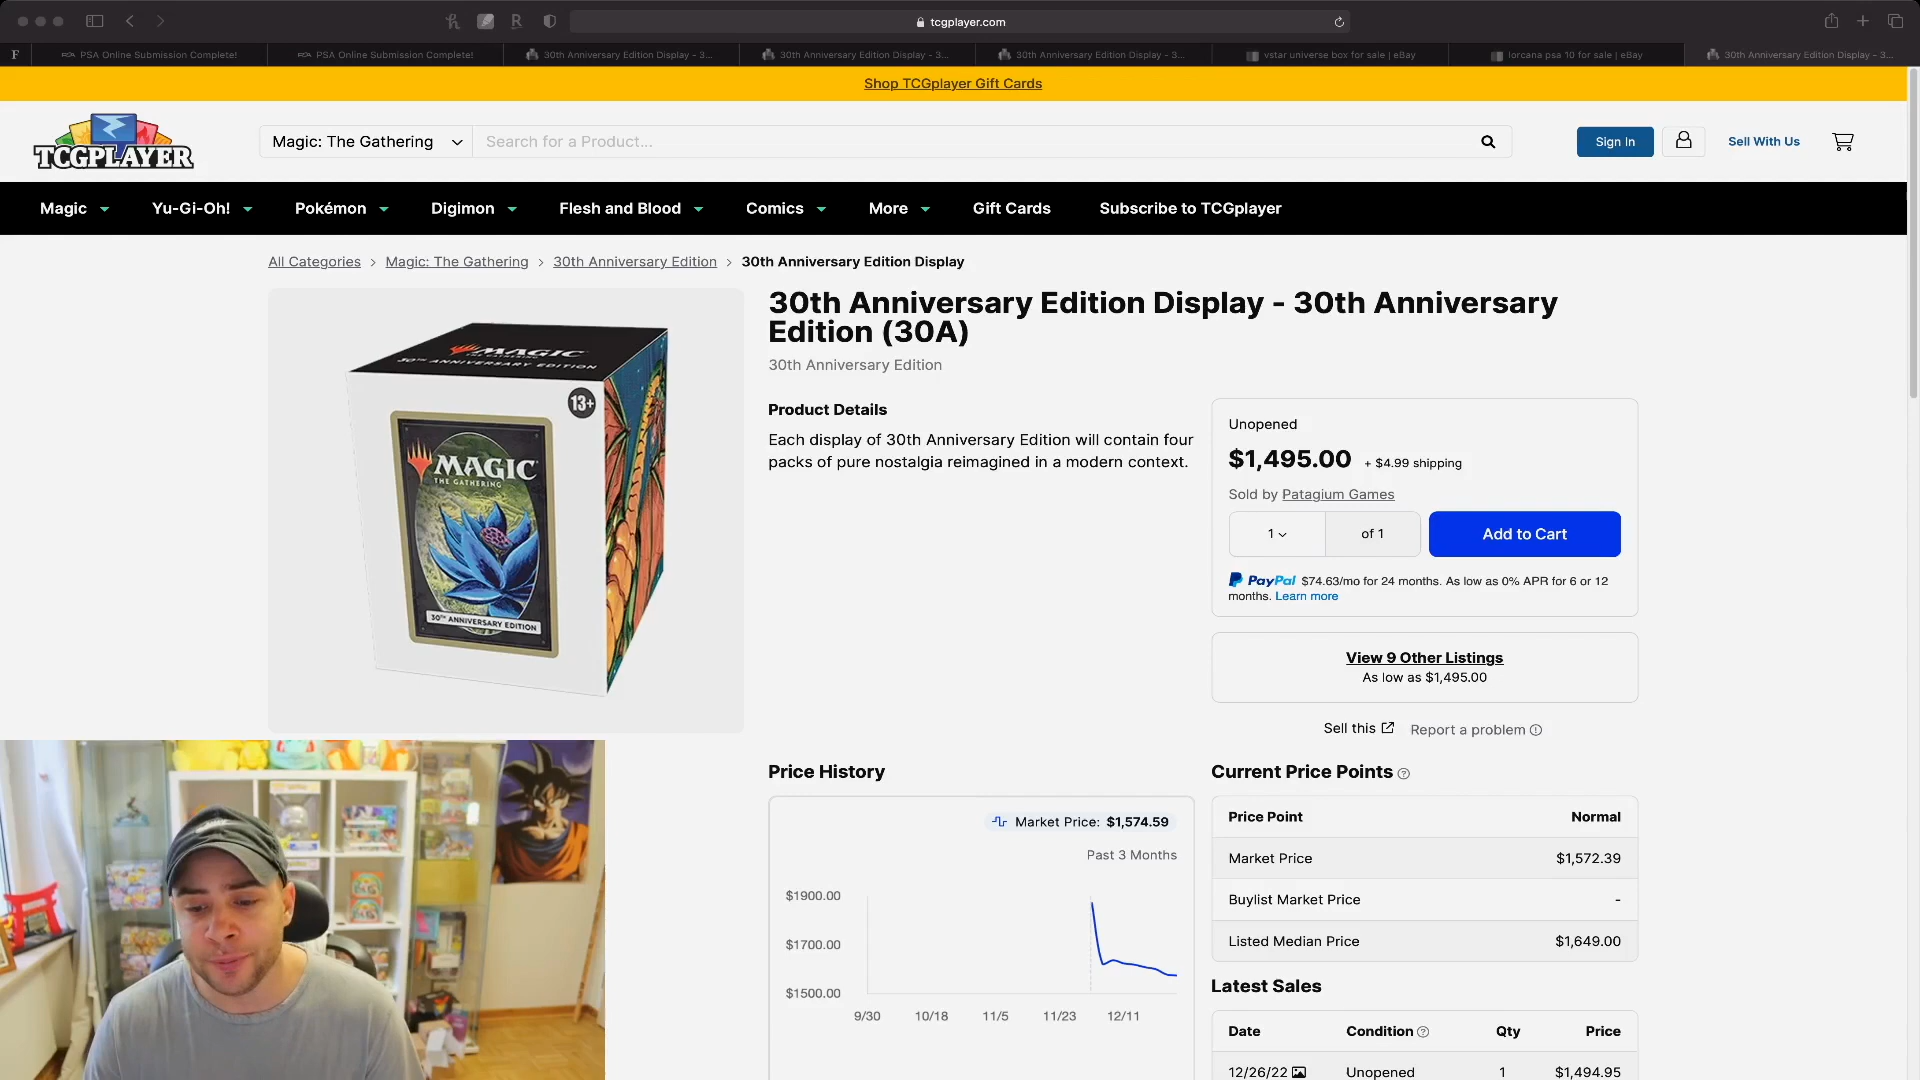 tcgplayer.com
F
PSA Online Submission Complete!
PSA Online Submission Complete!
30th Anniversary Edition Display - 3...
30th Anniversary Edition Display - 3...
30th Anniversary Edition Display - 3...
vstar universe box for sale | eBay
lorcana psa 10 for sale | eBay
30th Anniversary Edition Display - 3...
Shop TCGplayer Gift Cards
TCGPLAYER
Magic: The Gathering
Search for a Product...
Sign In
Sell With Us
Magic
Yu-Gi-Oh!
Pokémon
Digimon
Flesh and Blood
Comics
More
Gift Cards
Subscribe to TCGplayer
All Categories > Magic: The Gathering > 30th Anniversary Edition > 30th Anniversary Edition Display
MAGIC
THE GATHERING
30TH ANNIVERSARY EDITION
13+
MAGIC
THE GATHERING
30TH ANNIVERSARY EDITION
30th Anniversary Edition Display - 30th Anniversary
Edition (30A)
30th Anniversary Edition
Product Details
Each display of 30th Anniversary Edition will contain four
packs of pure nostalgia reimagined in a modern context.
Unopened
$1,495.00 + $4.99 shipping
Sold by Patagium Games
1
of 1
Add to Cart
PayPal $74.63/mo for 24 months. As low as 0% APR for 6 or 12
months. Learn more
View 9 Other Listings
As low as $1,495.00
Sell this
Report a problem
Price History
Market Price: $1,574.59
Past 3 Months
$1900.00
$1700.00
$1500.00
9/30 10/18 11/5 11/23 12/11
Current Price Points
Price Point Normal
Market Price $1,572.39
Buylist Market Price -
Listed Median Price $1,649.00
Latest Sales
Date Condition Qty Price
12/26/22 Unopened 1 $1,494.95